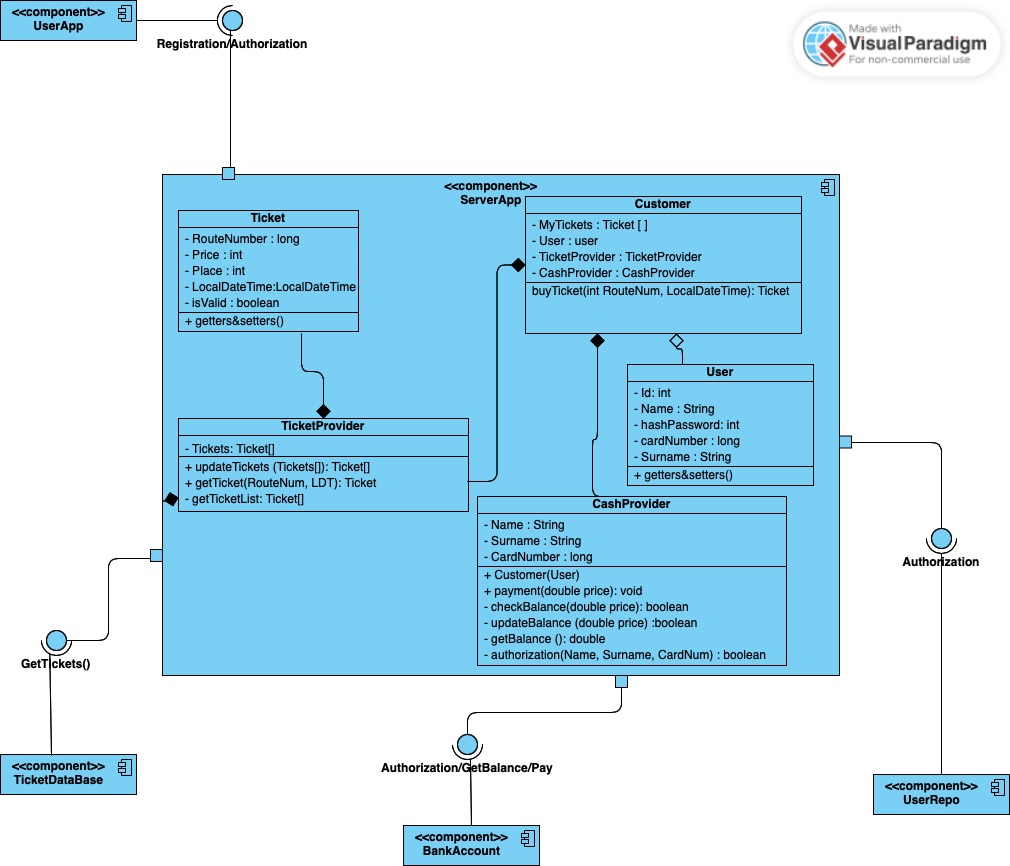 <<component>>
UserApp
Registration/Authorization
Made with
Visual Paradigm
For non-commercial use
<<component>>
ServerApp
Ticket
- RouteNumber : long
- Price : int
- Place : int
- LocalDateTime:LocalDateTime
- isValid : boolean
+ getters&setters()
Customer
- MyTickets : Ticket [ ]
- User : user
- TicketProvider : TicketProvider
- CashProvider : CashProvider
buyTicket(int RouteNum, LocalDateTime): Ticket
User
- Id: int
- Name : String
- hashPassword: int
- cardNumber : long
- Surname : String
+ getters&setters()
TicketProvider
- Tickets: Ticket[]
+ updateTickets (Tickets[]): Ticket[]
+ getTicket(RouteNum, LDT): Ticket
- getTicketList: Ticket[]
CashProvider
- Name : String
- Surname : String
- CardNumber : long
+ Customer(User)
+ payment(double price): void
- checkBalance(double price): boolean
- updateBalance (double price) :boolean
- getBalance (): double
- authorization(Name, Surname, CardNum) : boolean
Authorization
GetTickets()
<<component>>
TicketDataBase
Authorization/GetBalance/Pay
<<component>>
BankAccount
<<component>>
UserRepo